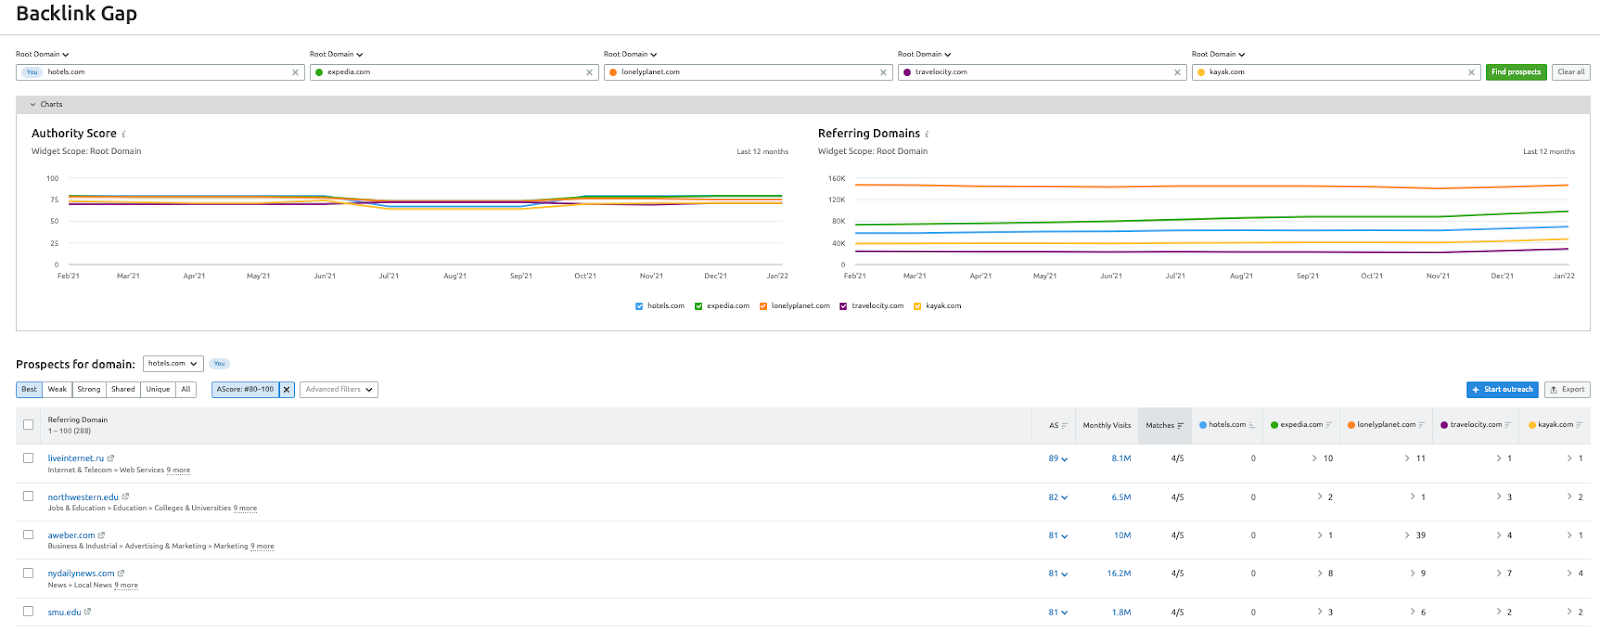 Backlink Gap
Root Domain Root Domain Root Domain Root Domain Root Domain
You hotels.com expedia.com lonelyplanet.com travelocity.com kayak.com Find prospects Clear all
Charts
Authority Score i Referring Domains i
Widget Scope: Root Domain Last 12 months Widget Scope: Root Domain Last 12 months
100 160K
75 120K
50 80K
25 40K
0 0
Feb'21 Mar'21 Apr'21 May'21 Jun'21 Jul'21 Aug'21 Sep'21 Oct'21 Nov'21 Dec'21 Jan'22 Feb'21 Mar'21 Apr'21 May'21 Jun'21 Jul'21 Aug'21 Sep'21 Oct'21 Nov'21 Dec'21 Jan'22
hotels.com expedia.com lonelyplanet.com travelocity.com kayak.com
Prospects for domain: hotels.com You
Best Weak Strong Shared Unique All AScore: #80–100 Advanced filters + Start outreach Export
Referring Domain
1 – 100 (288)
AS Monthly Visits Matches hotels.com expedia.com lonelyplanet.com travelocity.com kayak.com
liveinternet.ru 89 8.1M 4/5 0 10 11 1 1
Internet & Telecom > Web Services 9 more
northwestern.edu 82 6.5M 4/5 0 2 1 3 2
Jobs & Education > Education > Colleges & Universities 9 more
aweber.com 81 10M 4/5 0 1 39 4 1
Business & Industrial > Advertising & Marketing > Marketing 9 more
nydailynews.com 81 16.2M 4/5 0 8 9 7 4
News > Local News 9 more
smu.edu 81 1.8M 4/5 0 3 6 2 2